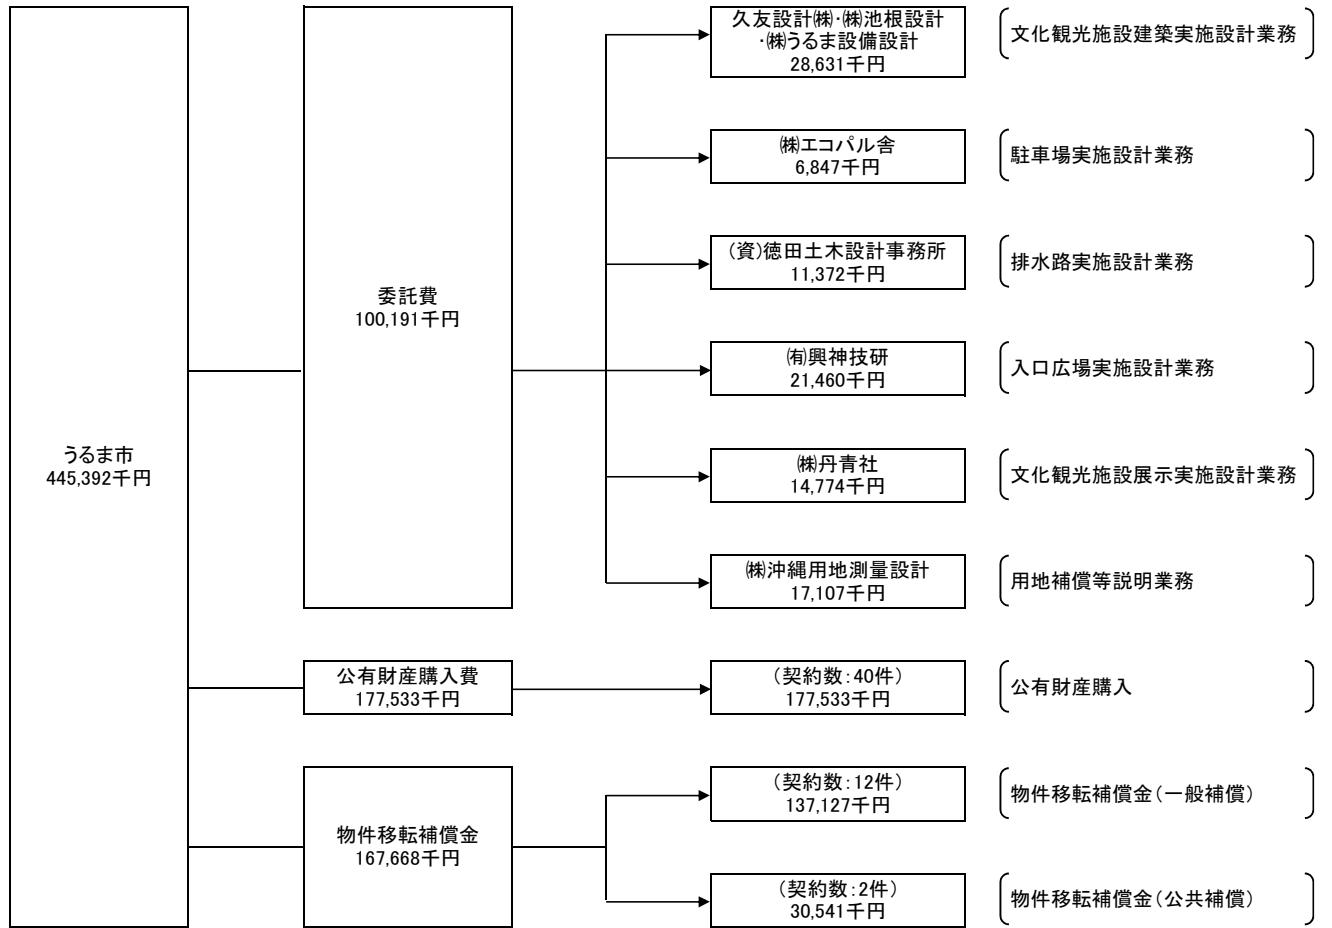 うるま市
445,392千円
委託費
100,191千円
久友設計㈱・㈱池根設計
・㈱うるま設備設計
28,631千円
文化観光施設建築実施設計業務
㈱エコパル舎
6,847千円
駐車場実施設計業務
(資)徳田土木設計事務所
11,372千円
排水路実施設計業務
㈲興神技研
21,460千円
入口広場実施設計業務
㈱丹青社
14,774千円
文化観光施設展示実施設計業務
㈱沖縄用地測量設計
17,107千円
用地補償等説明業務
公有財産購入費
177,533千円
（契約数：40件）
177,533千円
公有財産購入
物件移転補償金
167,668千円
（契約数：12件）
137,127千円
物件移転補償金（一般補償）
（契約数：2件）
30,541千円
物件移転補償金（公共補償）